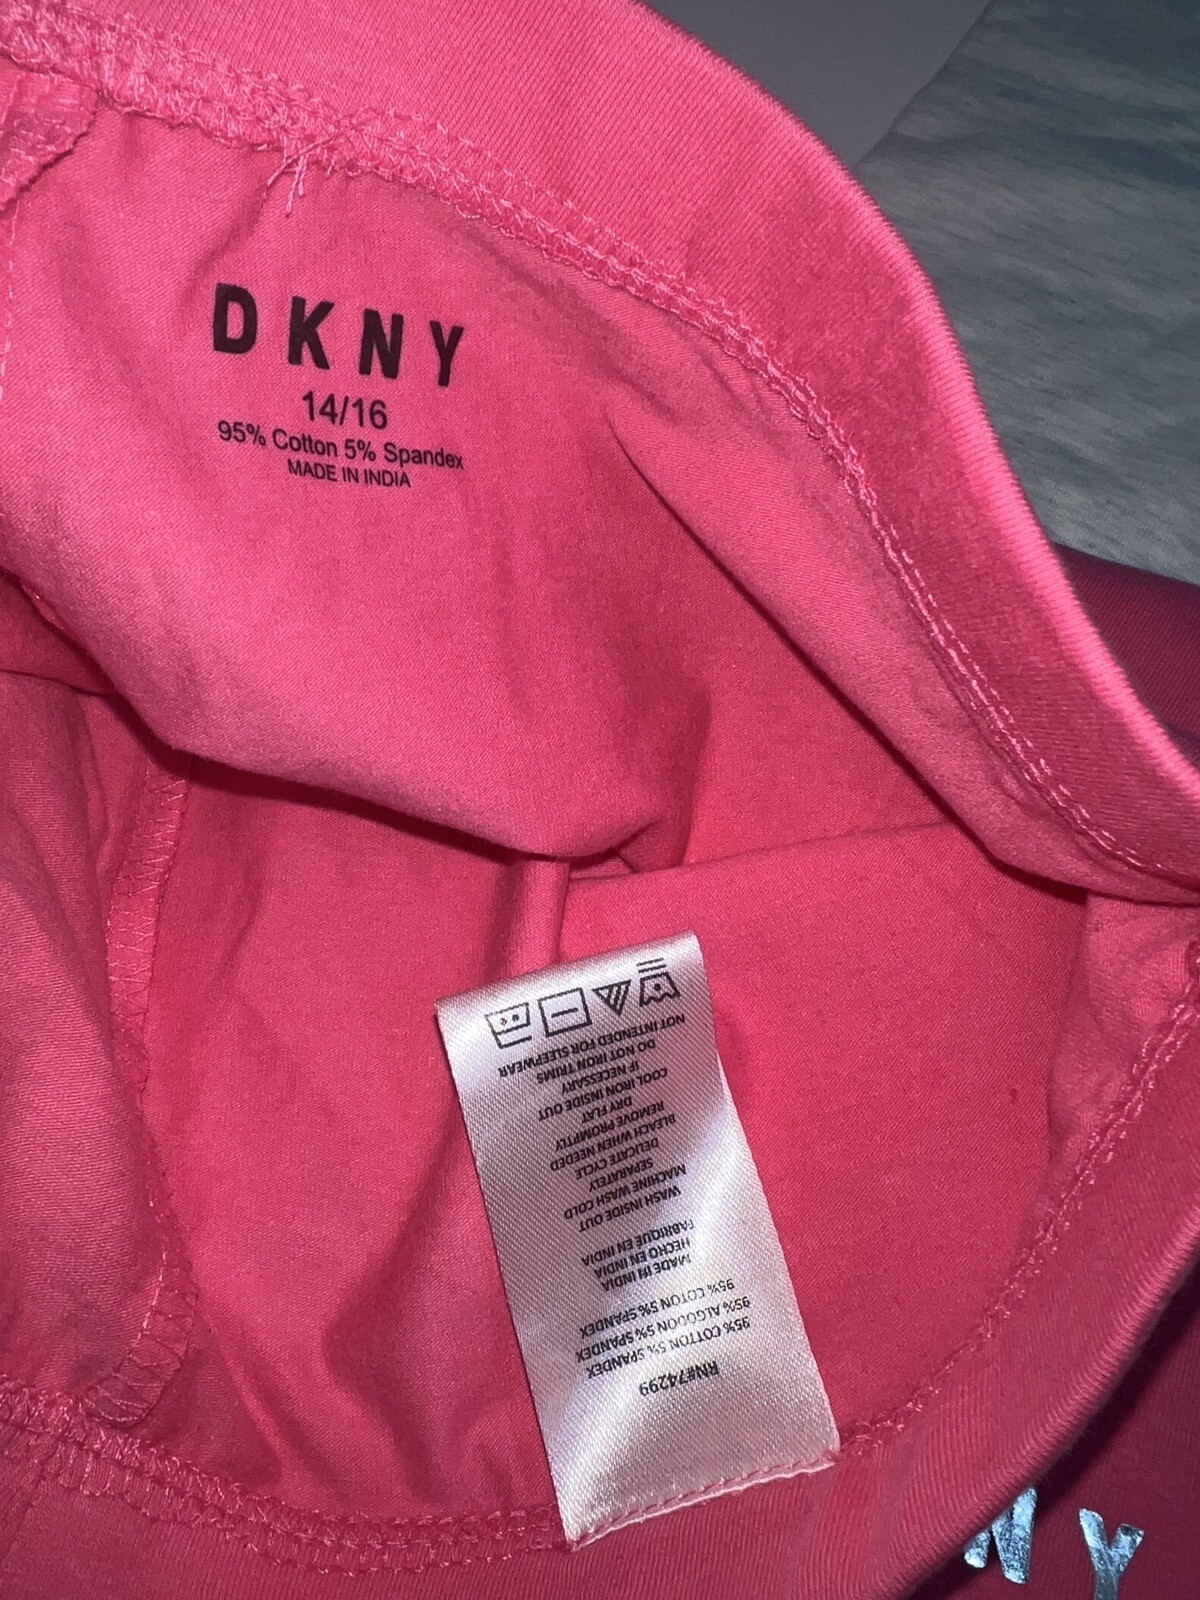 DKNY
14/16
95% Cotton 5% Spandex
MADE IN INDIA
RN#74299
95% COTTON 5% SPANDEX
95% ALGODON 5% SPANDEX
95% COTON 5% SPANDEX
MADE IN INDIA
HECHO EN INDIA
FABRIQUE EN INDIA
WASH INSIDE OUT
MACHINE WASH COLD
SEPARATELY
DELICATE CYCLE
BLEACH WHEN NEEDED
REMOVE PROMPTLY
DRY FLAT
COOL IRON INSIDE OUT
IF NECESSARY
DO NOT IRON TRIMS
NOT INTENDED FOR SLEEPWEAR
N Y